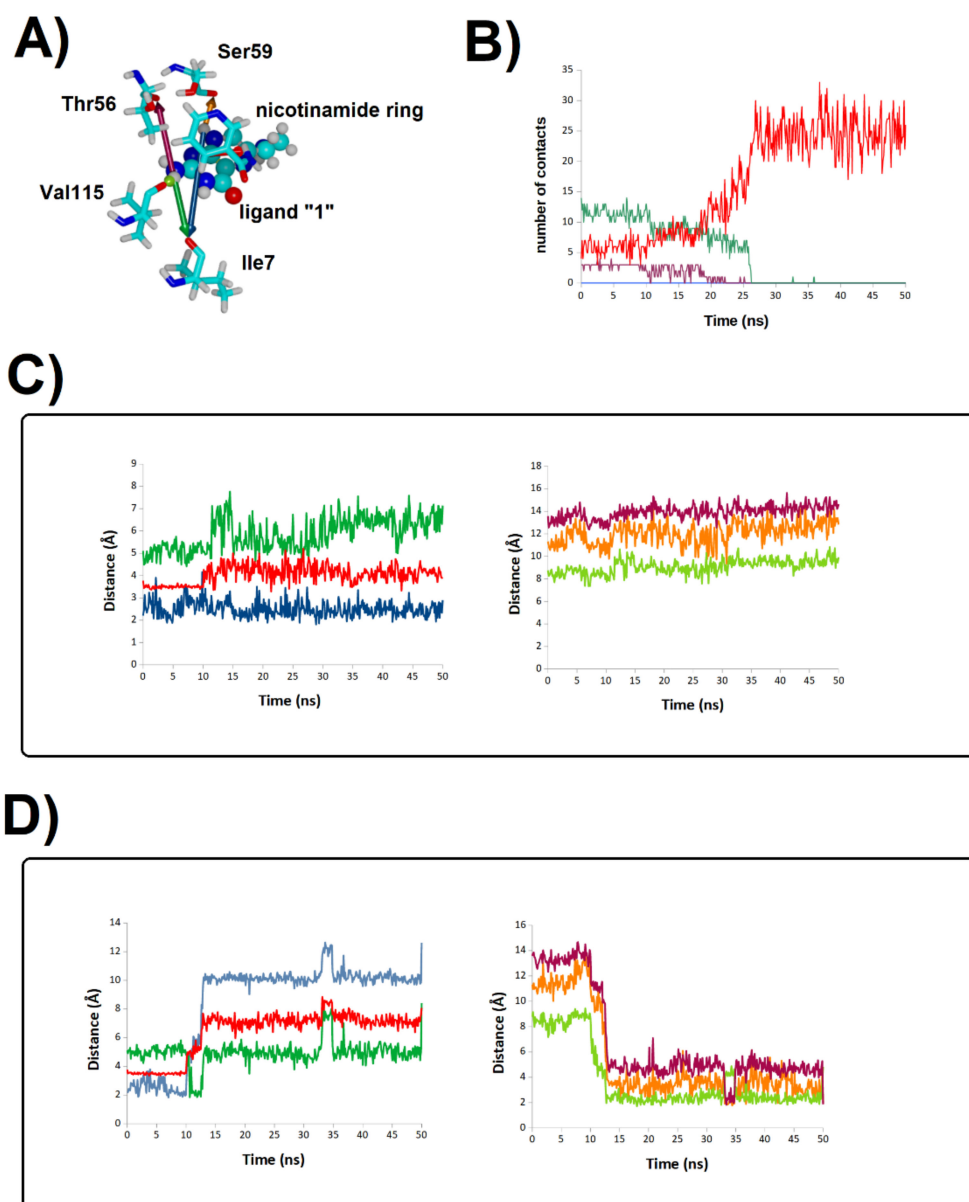 A)
Ser59
Thr56
nicotinamide ring
Val115
ligand "1"
Ile7
B)
number of contacts
35
30
25
20
15
10
5
0
0 5 10 15 20 25 30 35 40 45 50
Time (ns)
C)
Distance (Å)
9
8
7
6
5
4
3
2
1
0
0 5 10 15 20 25 30 35 40 45 50
Time (ns)
Distance (Å)
18
16
14
12
10
8
6
4
2
0
0 5 10 15 20 25 30 35 40 45 50
Time (ns)
D)
Distance (Å)
14
12
10
8
6
4
2
0
0 5 10 15 20 25 30 35 40 45 50
Time (ns)
Distance (Å)
16
14
12
10
8
6
4
2
0
0 5 10 15 20 25 30 35 40 45 50
Time (ns)